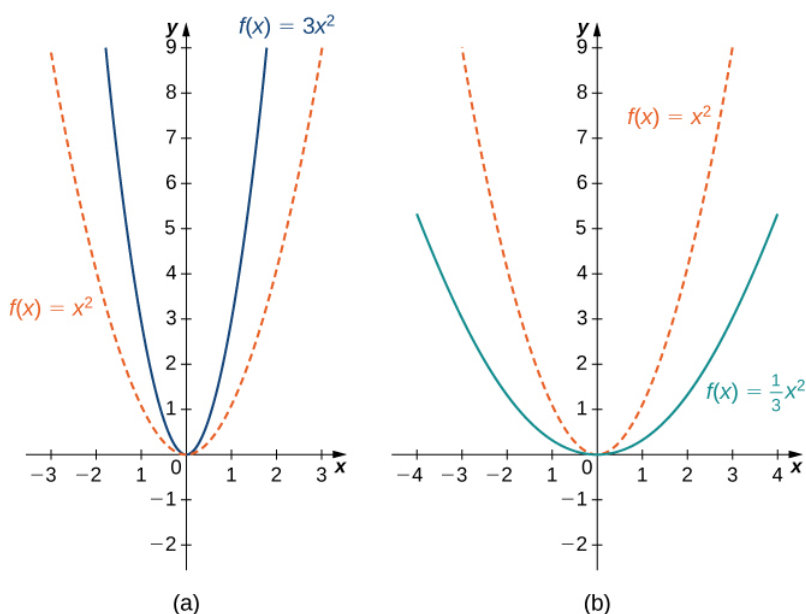 y
f(x) = 3x²
9
8
7
6
5
4
f(x) = x²
3
2
1
−3 −2 1 0 1 2 3 x
−1
−2
(a)
y
9
8
f(x) = x²
7
6
5
4
3
2
f(x) = 1/3 x²
1
−4 −3 −2 1 0 1 2 3 4 x
−1
−2
(b)